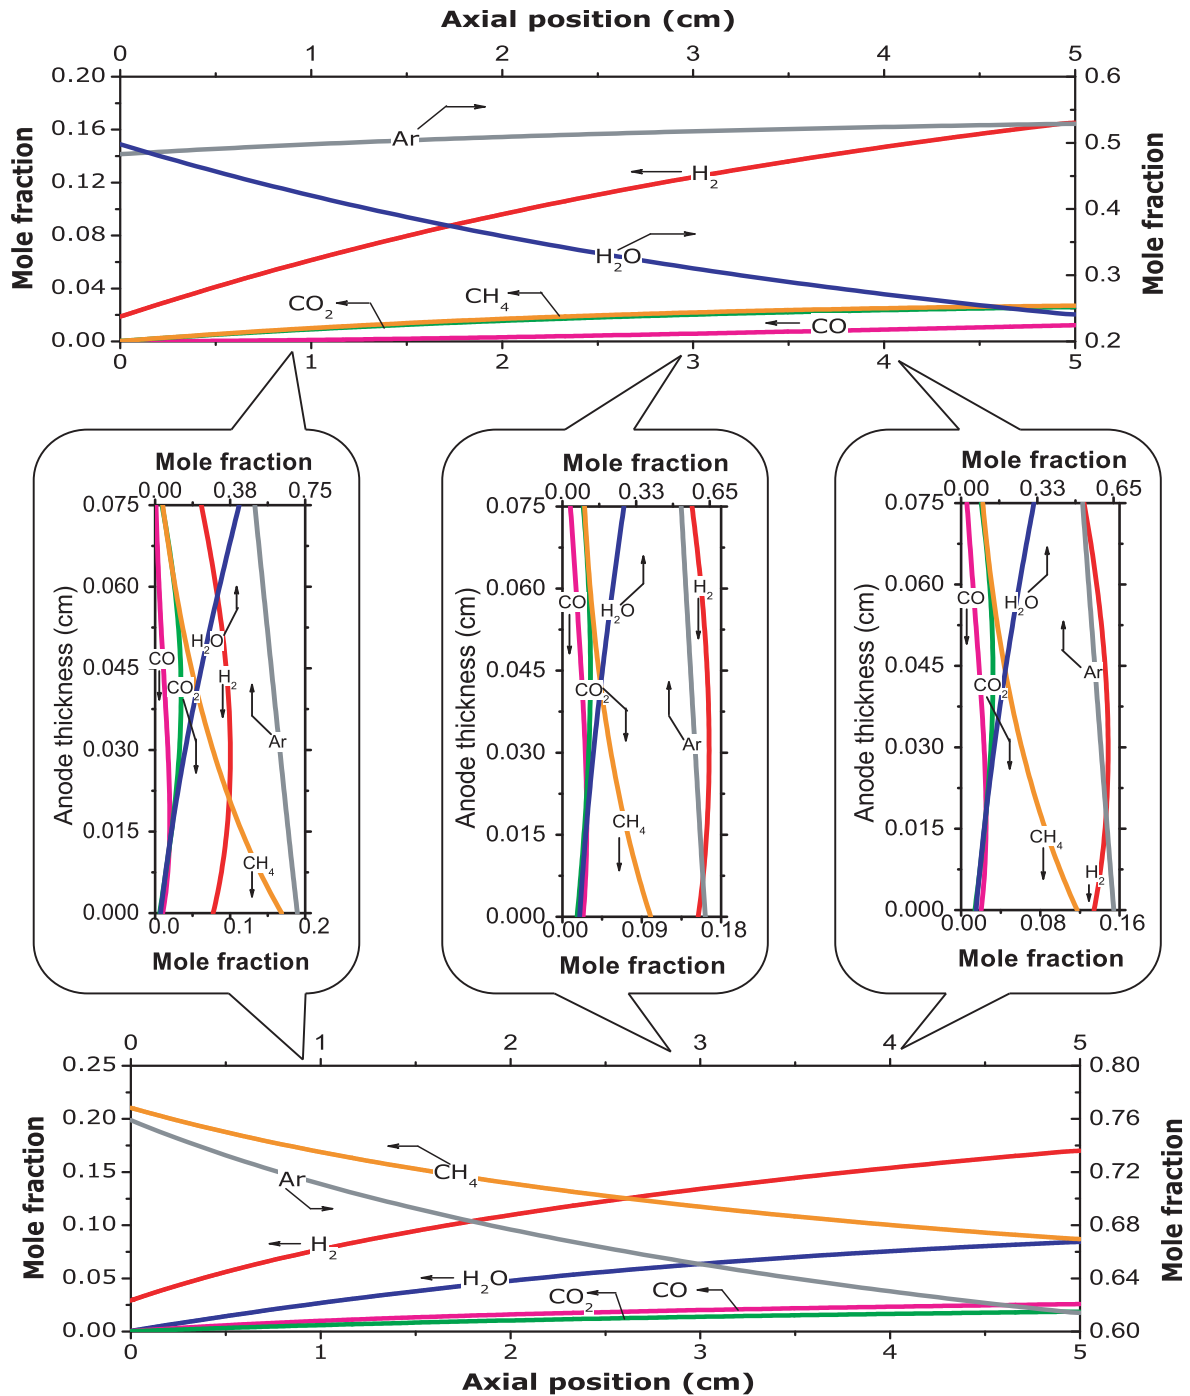 Axial position (cm)
0 1 2 3 4 5
0.20 0.6
0.16 0.5
0.12 0.4
0.08 0.3
0.04 0.2
0.00
Mole fraction
Mole fraction
Ar
H2
H2O
CO2
CH4
CO
0 1 2 3 4 5
Mole fraction
0.00 0.38 0.75
0.075
0.060
0.045
0.030
0.015
0.000
Anode thickness (cm)
H2O
CO
H2
CO2
Ar
CH4
0.0 0.1 0.2
Mole fraction
Mole fraction
0.00 0.33 0.65
0.075
0.060
0.045
0.030
0.015
0.000
Anode thickness (cm)
H2
CO
H2O
CO2
Ar
CH4
0.00 0.09 0.18
Mole fraction
Mole fraction
0.00 0.33 0.65
0.075
0.060
0.045
0.030
0.015
0.000
Anode thickness (cm)
CO
H2O
Ar
CO2
CH4
H2
0.00 0.08 0.16
Mole fraction
0 1 2 3 4 5
0.25 0.80
0.20 0.76
0.15 0.72
0.10 0.68
0.05 0.64
0.00 0.60
Mole fraction
Mole fraction
CH4
Ar
H2
H2O
CO2
CO
0 1 2 3 4 5
Axial position (cm)